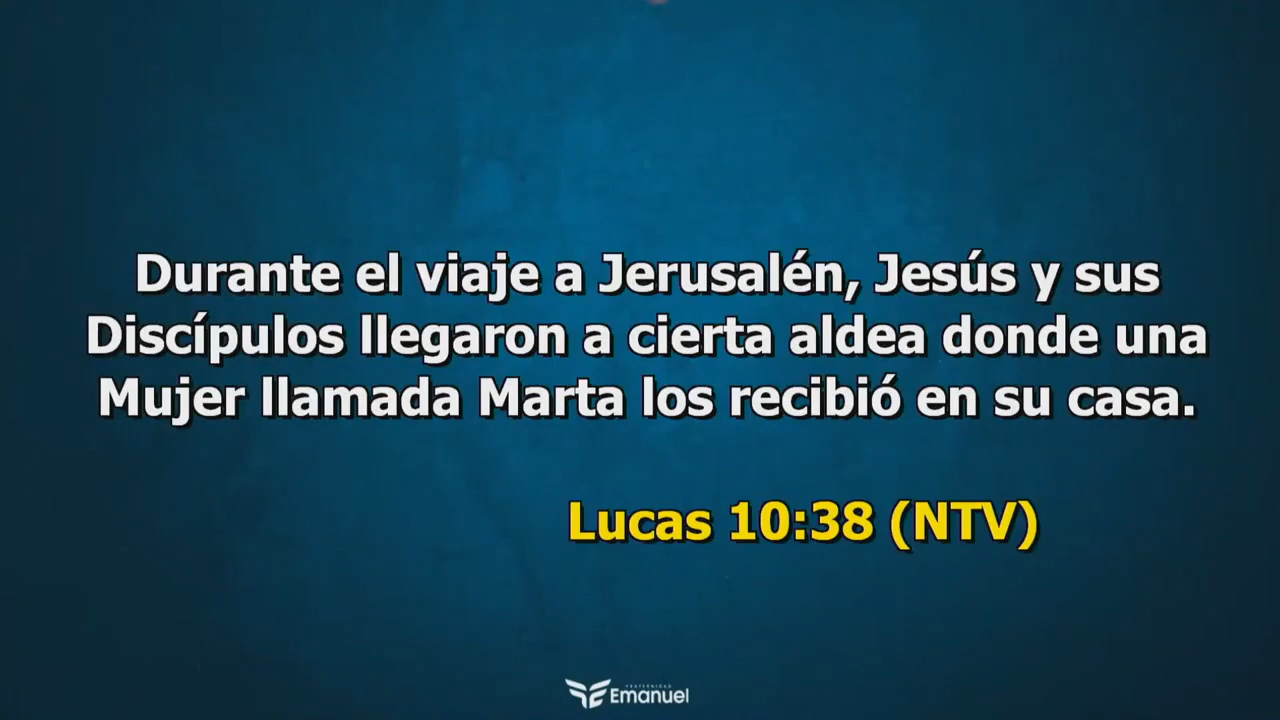 Durante el viaje a Jerusalén, Jesús y sus
Discípulos llegaron a cierta aldea donde una
Mujer llamada Marta los recibió en su casa.
Lucas 10:38 (NTV)
FRATERNIDAD
Emanuel